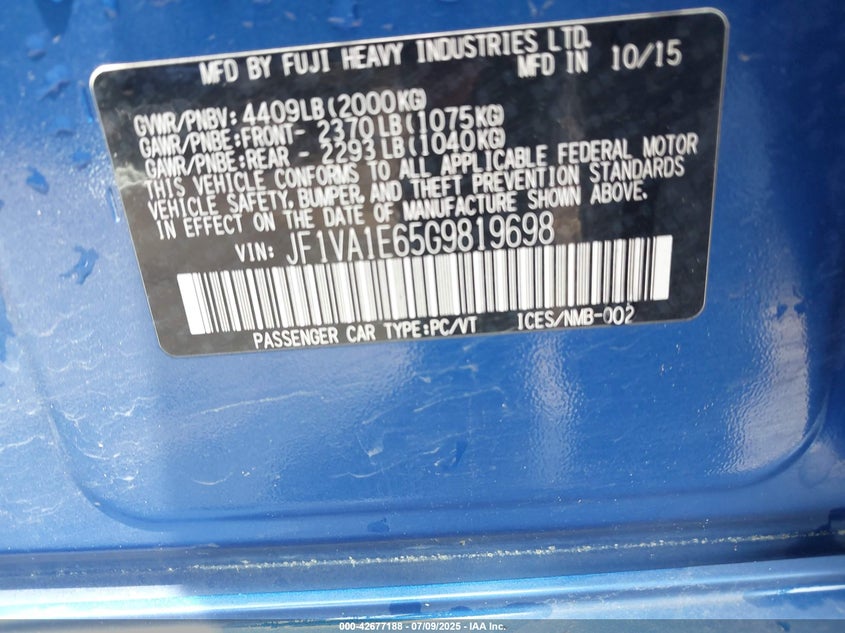 MFD BY FUJI HEAVY INDUSTRIES LTD.
MFD IN 10/15
GVWR/PNBV: 4409LB(2000KG)
GAWR/PNBE:FRONT- 2370LB(1075KG)
GAWR/PNBE:REAR - 2293LB(1040KG)
THIS VEHICLE CONFORMS TO ALL APPLICABLE FEDERAL MOTOR
VEHICLE SAFETY, BUMPER, AND THEFT PREVENTION STANDARDS
IN EFFECT ON THE DATE OF MANUFACTURE SHOWN ABOVE.
VIN: JF1VA1E65G9819698
PASSENGER CAR TYPE:PC/VT ICES/NMB-002
000-42677188 - 07/09/2025 - IAA Inc.